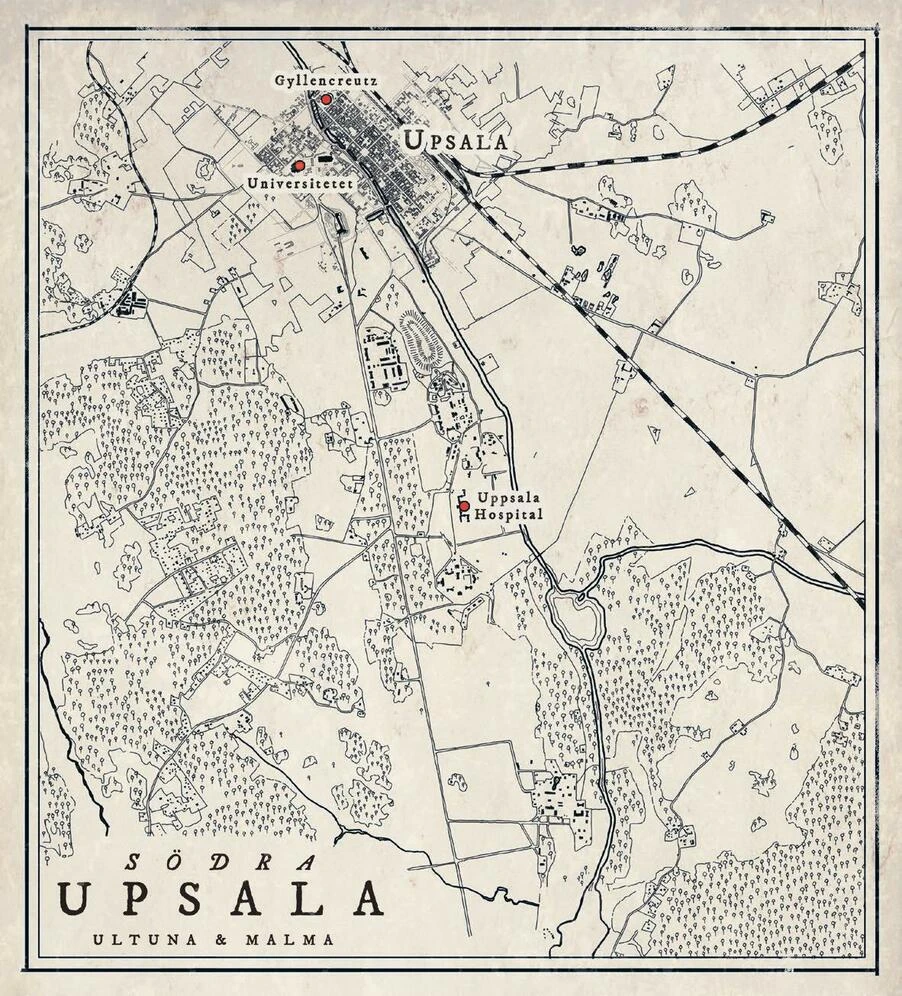 Gyllencreutz
UPSALA
Universitetet
Uppsala
Hospital
SÖDRA
UPSALA
ULTUNA & MALMA